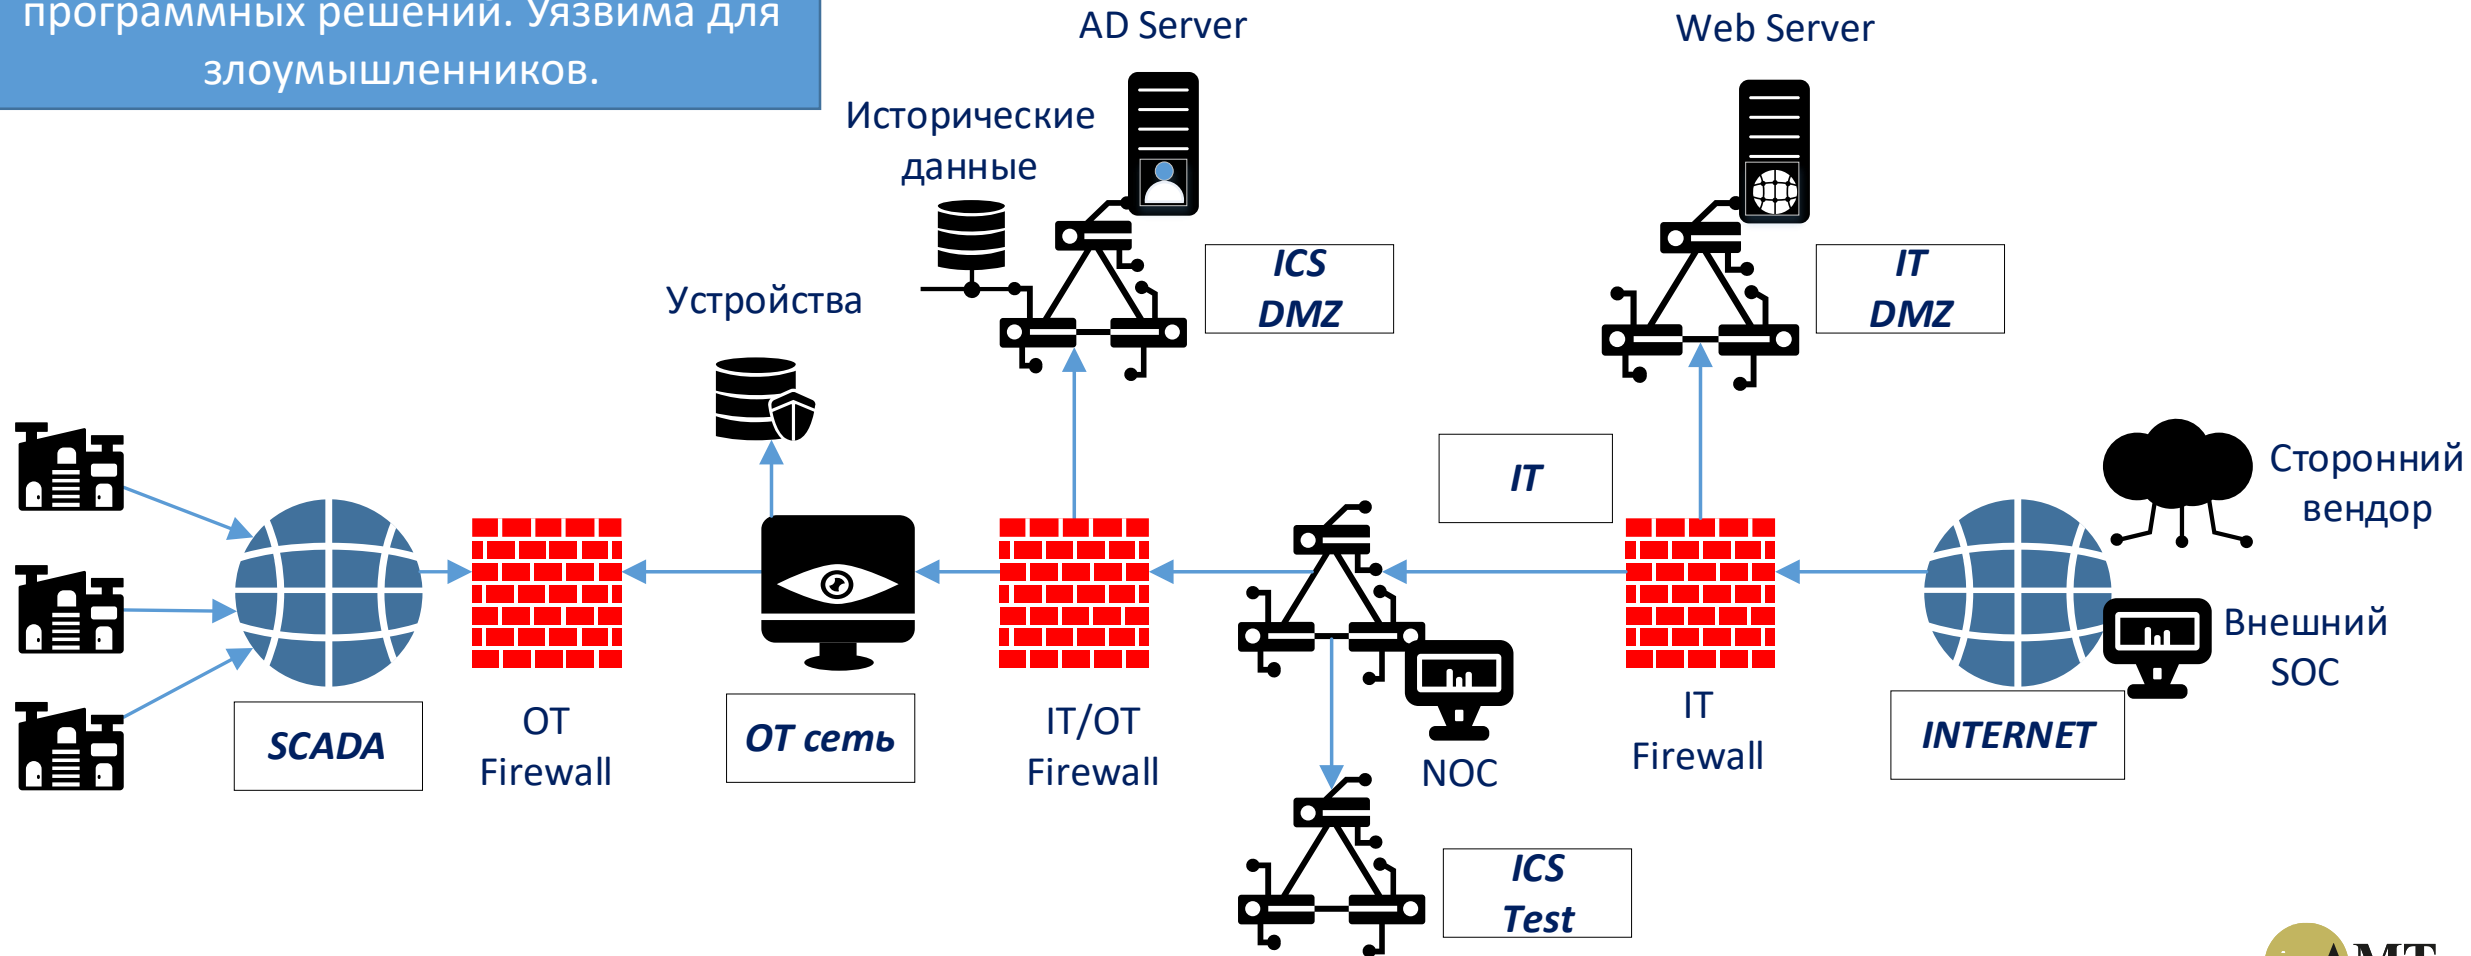 программных решений. Уязвима для
злоумышленников.
AD Server
Web Server
Исторические
данные
ICS
DMZ
IT
DMZ
Устройства
IT
Сторонний
вендор
Внешний
SOC
SCADA
OT
Firewall
ОТ сеть
IT/OT
Firewall
NOC
IT
Firewall
INTERNET
ICS
Test